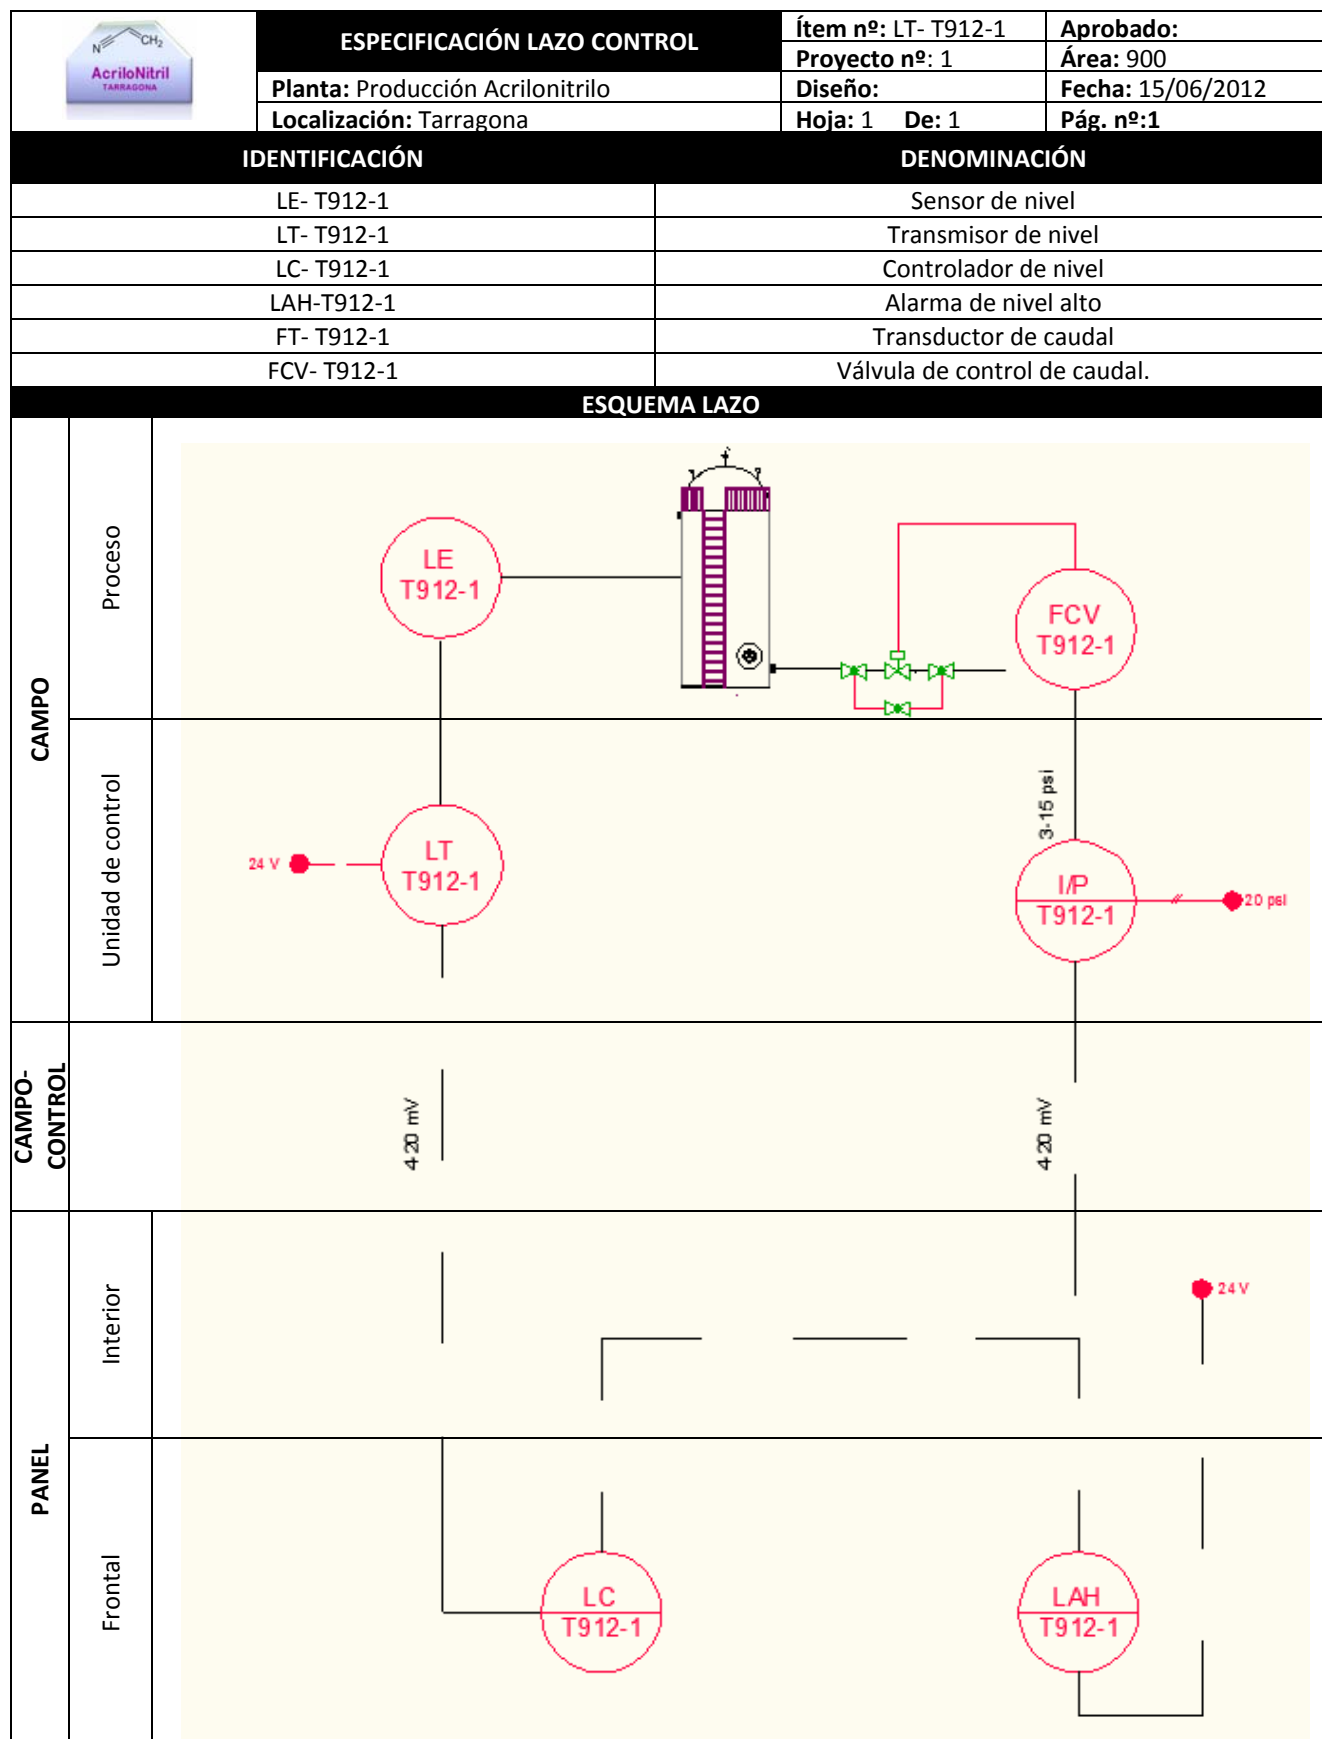 N
CH2
AcriloNitril
TARRAGONA
ESPECIFICACIÓN LAZO CONTROL
Ítem nº: LT- T912-1
Aprobado:
Proyecto nº: 1
Área: 900
Planta: Producción Acrilonitrilo
Diseño:
Fecha: 15/06/2012
Localización: Tarragona
Hoja: 1 De: 1
Pág. nº:1
IDENTIFICACIÓN
DENOMINACIÓN
LE- T912-1
Sensor de nivel
LT- T912-1
Transmisor de nivel
LC- T912-1
Controlador de nivel
LAH-T912-1
Alarma de nivel alto
FT- T912-1
Transductor de caudal
FCV- T912-1
Válvula de control de caudal.
ESQUEMA LAZO
CAMPO
Proceso
LE
T912-1
FCV
T912-1
Unidad de control
24 V
LT
T912-1
3-15 psi
I/P
T912-1
20 psi
CAMPO-
CONTROL
4-20 mV
4-20 mV
PANEL
Interior
24 V
Frontal
LC
T912-1
LAH
T912-1